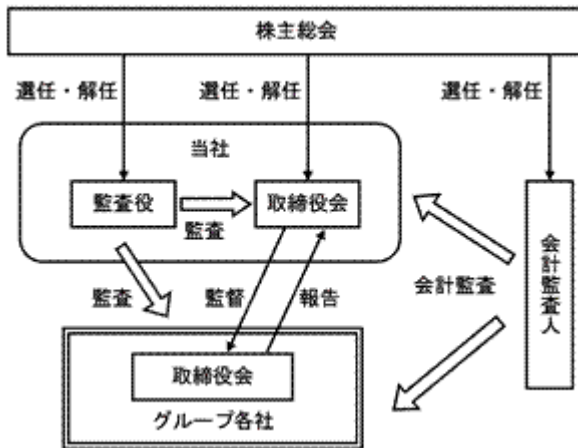 株主総会
選任・解任
選任・解任
選任・解任
当社
監査役
取締役会
監査
会計監査人
監査
監督
報告
会計監査
取締役会
グループ各社